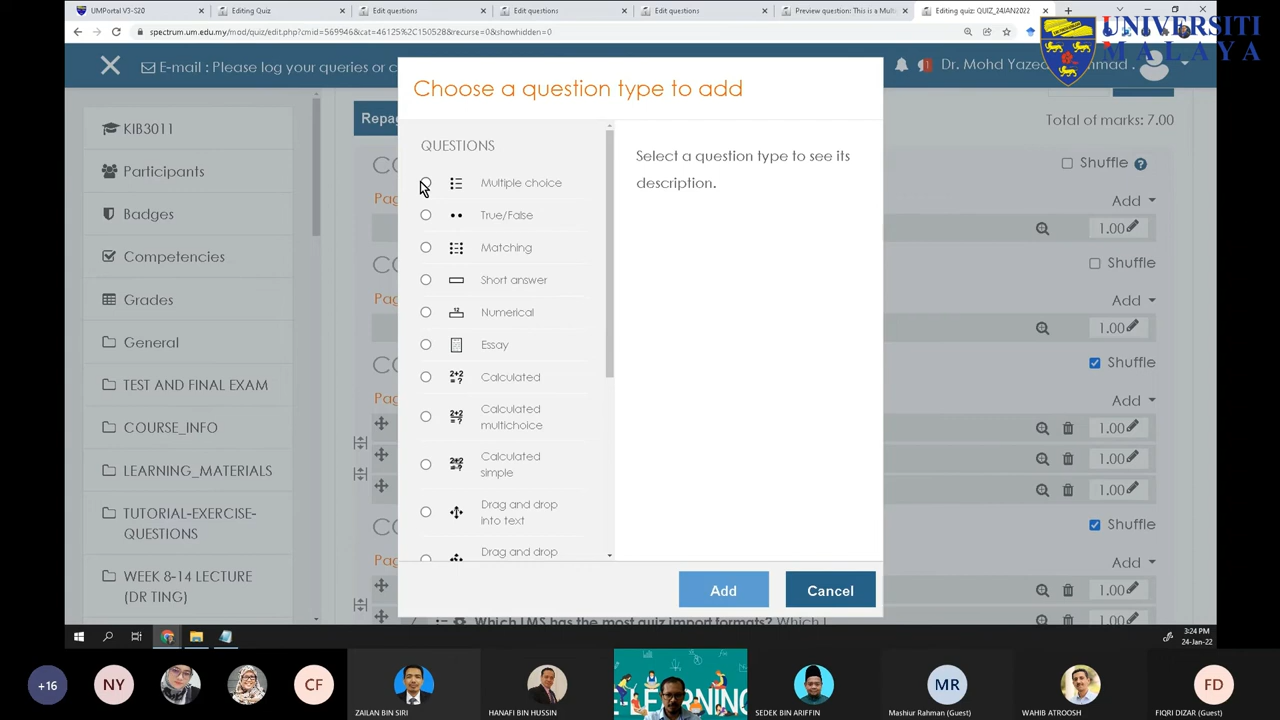 UMPortal V3-S20
Editing Quiz
Edit questions
Edit questions
Edit questions
Preview question: This is a Multi
Editing quiz: QUIZ_24JAN2022
spectrum.um.edu.my/mod/quiz/edit.php?cmid=569946&cat=46125%2C150528&recurse=0&showhidden=0
UNIVERSITI
MALAYA
E-mail : Please log your queries or c
Dr. Mohd Yazed
KIB3011
Participants
Badges
Competencies
Grades
General
TEST AND FINAL EXAM
COURSE_INFO
LEARNING_MATERIALS
TUTORIAL-EXERCISE-
QUESTIONS
WEEK 8-14 LECTURE
(DR TING)
Choose a question type to add
QUESTIONS
Multiple choice
True/False
Matching
Short answer
Numerical
Essay
Calculated
Calculated
multichoice
Calculated
simple
Drag and drop
into text
Drag and drop
Select a question type to see its
description.
Add
Cancel
Repag
Total of marks: 7.00
Shuffle
Add
1.00
Shuffle
Add
1.00
Shuffle
Add
1.00
1.00
1.00
Shuffle
Add
1.00
1.00
Which LMS has the most quiz import formats? Which L
3:24 PM
24-Jan-22
+16
NY
CF
ZAILAN BIN SIRI
HANAFI BIN HUSSIN
E-LEARNING
SEDEK BIN ARIFFIN
MR
Mashiur Rahman (Guest)
WAHIB ATROOSH
FD
FIQRI DIZAR (Guest)